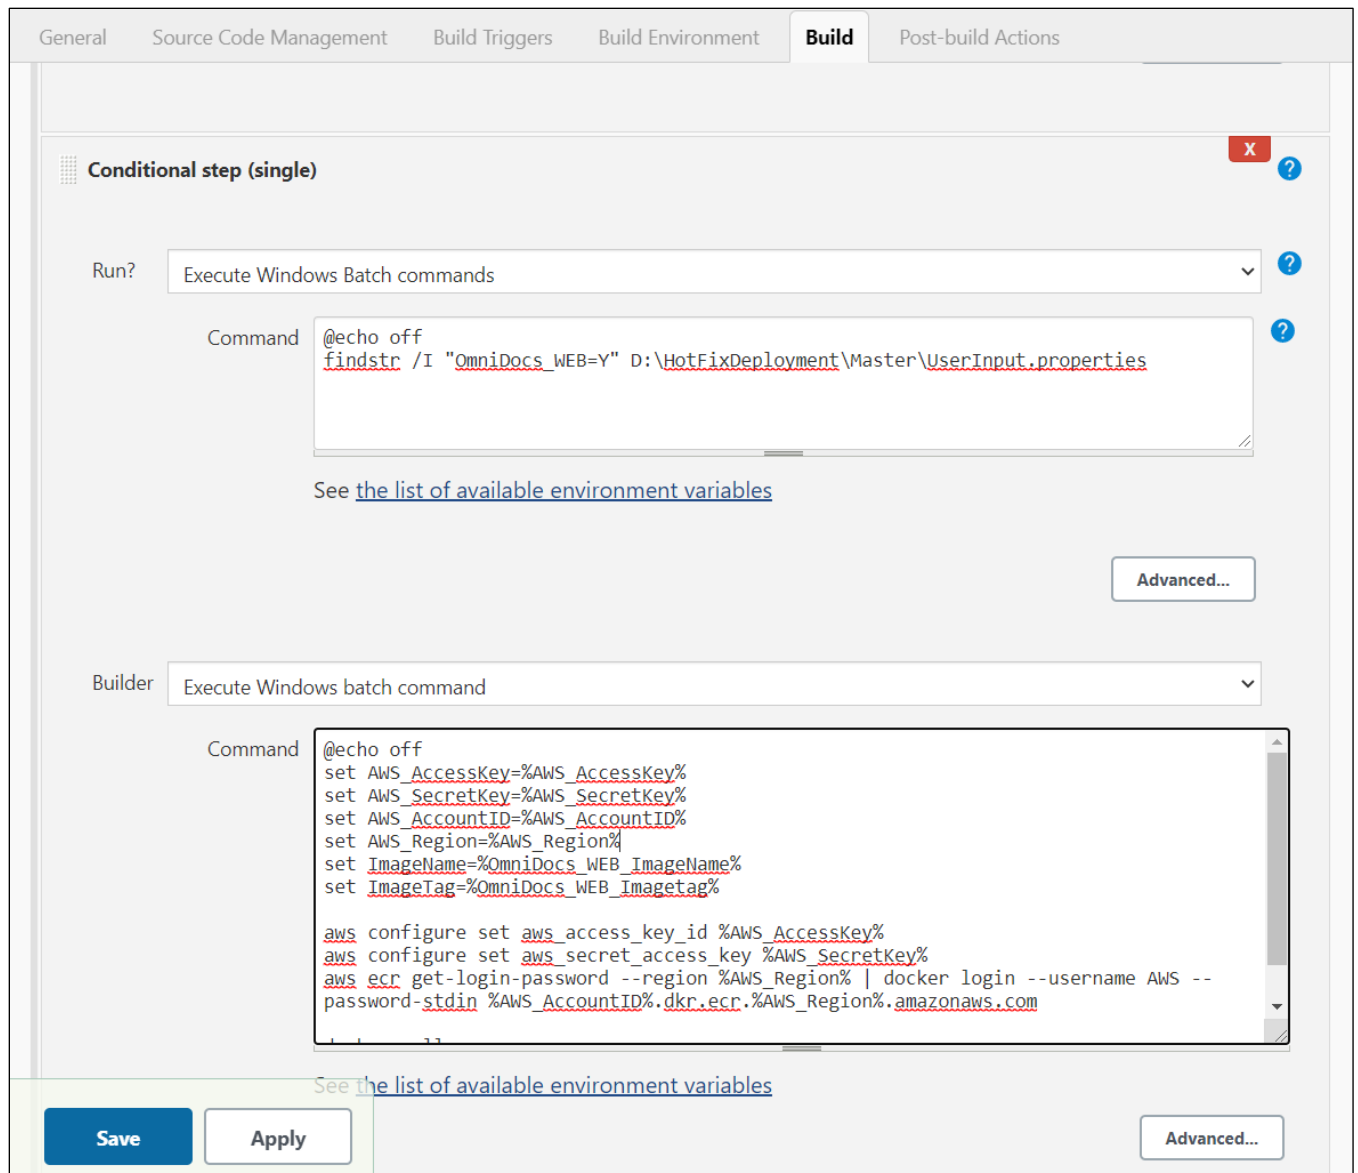 General Source Code Management Build Triggers Build Environment Build Post-build Actions
Conditional step (single)
X
?
Run?
Execute Windows Batch commands
?
Command
@echo off
findstr /I "OmniDocs_WEB=Y" D:\HotFixDeployment\Master\UserInput.properties
?
See the list of available environment variables
Advanced...
Builder
Execute Windows batch command
Command
@echo off
set AWS_AccessKey=%AWS_AccessKey%
set AWS_SecretKey=%AWS_SecretKey%
set AWS_AccountID=%AWS_AccountID%
set AWS_Region=%AWS_Region%
set ImageName=%OmniDocs_WEB_ImageName%
set ImageTag=%OmniDocs_WEB_Imagetag%
aws configure set aws_access_key_id %AWS_AccessKey%
aws configure set aws_secret_access_key %AWS_SecretKey%
aws ecr get-login-password --region %AWS_Region% | docker login --username AWS --
password-stdin %AWS_AccountID%.dkr.ecr.%AWS_Region%.amazonaws.com
See the list of available environment variables
Save Apply
Advanced...